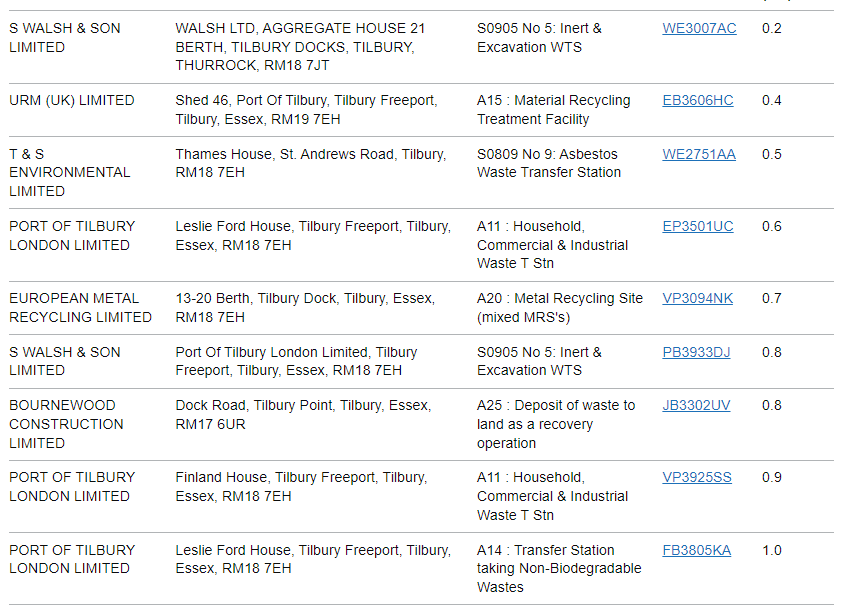 S WALSH & SON LIMITED WALSH LTD, AGGREGATE HOUSE 21 BERTH, TILBURY DOCKS, TILBURY, THURROCK, RM18 7JT S0905 No 5: Inert & Excavation WTS WE3007AC 0.2
URM (UK) LIMITED Shed 46, Port Of Tilbury, Tilbury Freeport, Tilbury, Essex, RM19 7EH A15 : Material Recycling Treatment Facility EB3606HC 0.4
T & S ENVIRONMENTAL LIMITED Thames House, St. Andrews Road, Tilbury, RM18 7EH S0809 No 9: Asbestos Waste Transfer Station WE2751AA 0.5
PORT OF TILBURY LONDON LIMITED Leslie Ford House, Tilbury Freeport, Tilbury, Essex, RM18 7EH A11 : Household, Commercial & Industrial Waste T Stn EP3501UC 0.6
EUROPEAN METAL RECYCLING LIMITED 13-20 Berth, Tilbury Dock, Tilbury, Essex, RM18 7EH A20 : Metal Recycling Site (mixed MRS's) VP3094NK 0.7
S WALSH & SON LIMITED Port Of Tilbury London Limited, Tilbury Freeport, Tilbury, Essex, RM18 7EH S0905 No 5: Inert & Excavation WTS PB3933DJ 0.8
BOURNEWOOD CONSTRUCTION LIMITED Dock Road, Tilbury Point, Tilbury, Essex, RM17 6UR A25 : Deposit of waste to land as a recovery operation JB3302UV 0.8
PORT OF TILBURY LONDON LIMITED Finland House, Tilbury Freeport, Tilbury, Essex, RM18 7EH A11 : Household, Commercial & Industrial Waste T Stn VP3925SS 0.9
PORT OF TILBURY LONDON LIMITED Leslie Ford House, Tilbury Freeport, Tilbury, Essex, RM18 7EH A14 : Transfer Station taking Non-Biodegradable Wastes FB3805KA 1.0